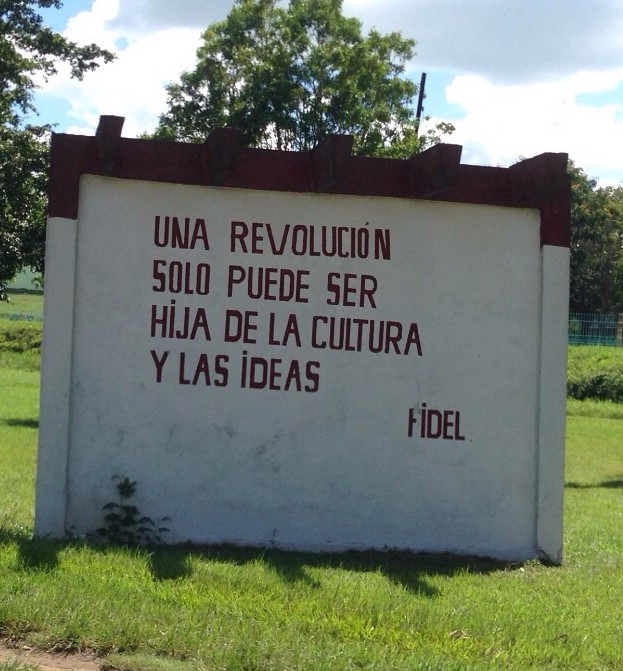 UNA REVOLUCIÓN
SOLO PUEDE SER
HIJA DE LA CULTURA
Y LAS IDEAS
FIDEL